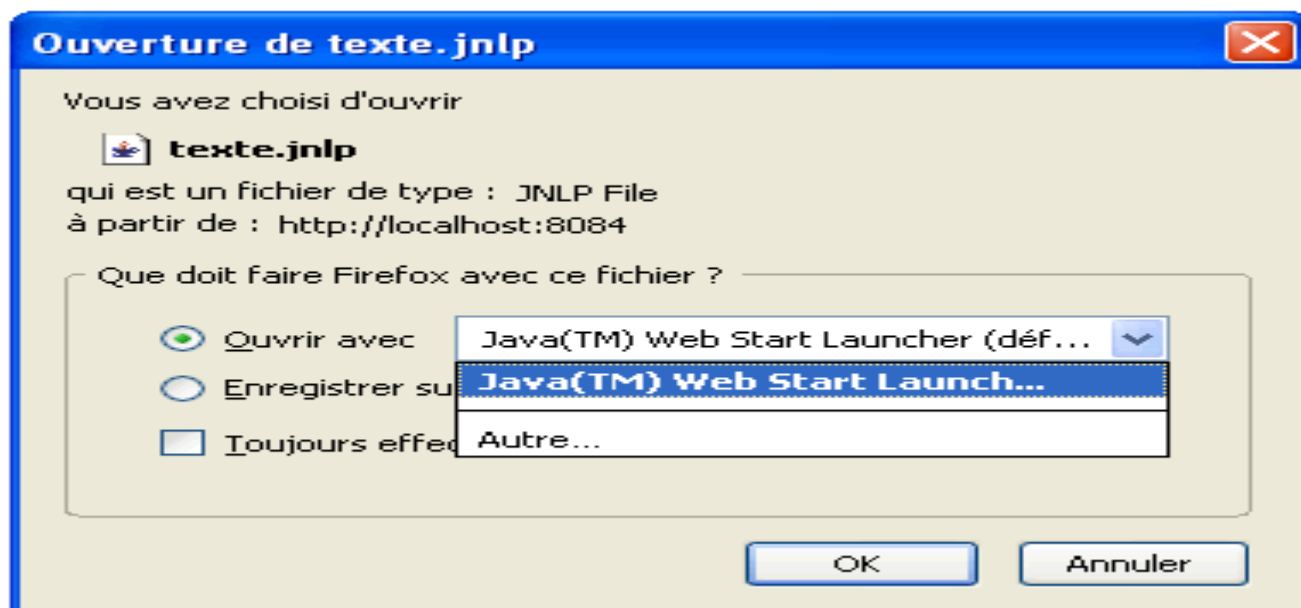 Ouverture de texte.jnlp
Vous avez choisi d'ouvrir
texte.jnlp
qui est un fichier de type : JNLP File
à partir de : http://localhost:8084
Que doit faire Firefox avec ce fichier ?
Ouvrir avec Java(TM) Web Start Launcher (déf...
Enregistrer su Java(TM) Web Start Launch...
Toujours effec Autre...
OK Annuler